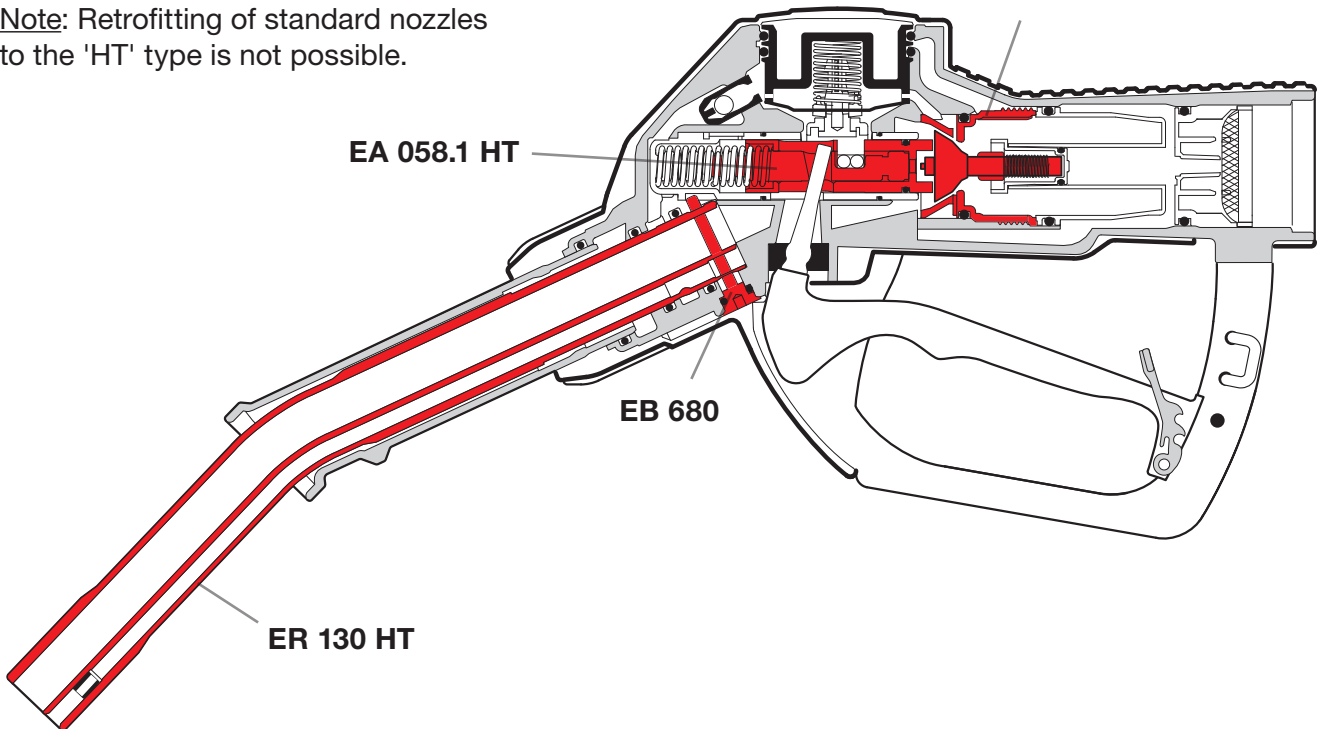 Note: Retrofitting of standard nozzles
to the 'HT' type is not possible.
EA 058.1 HT
EB 680
ER 130 HT